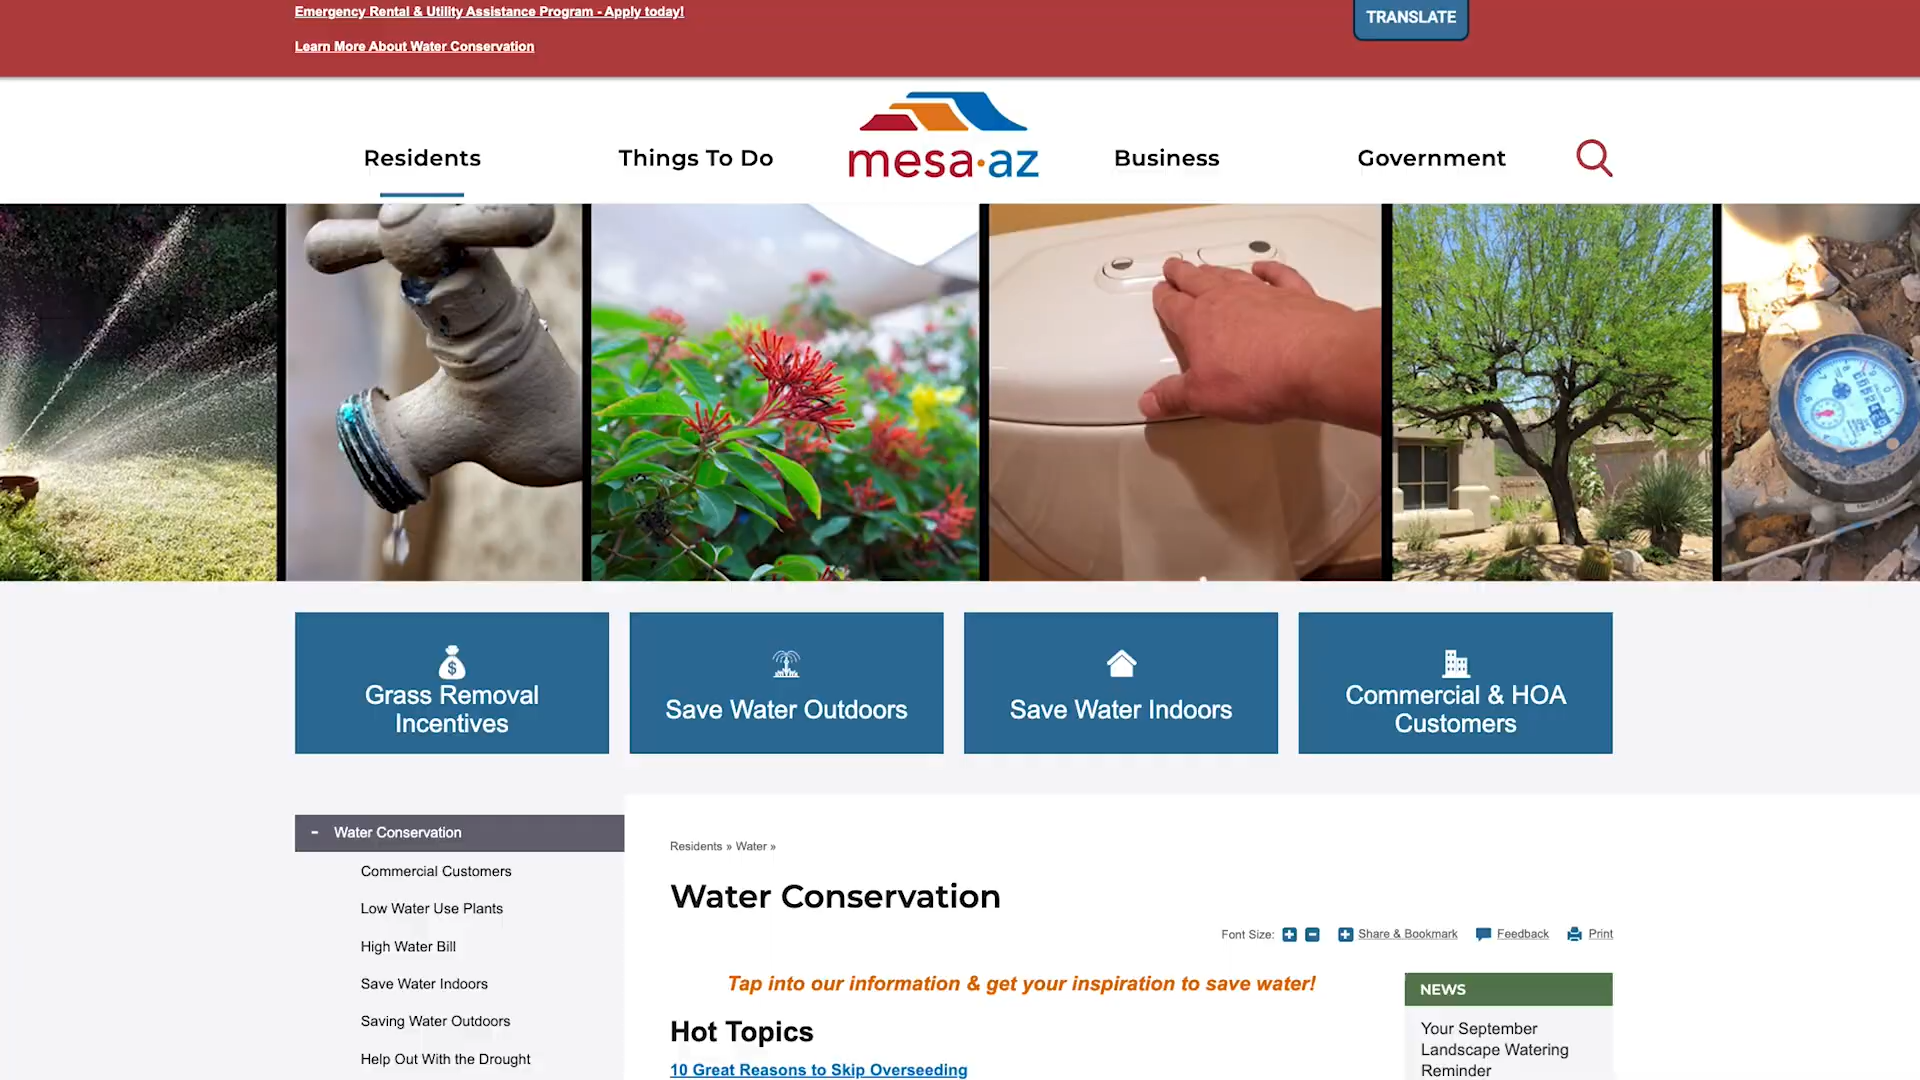 Emergency Rental & Utility Assistance Program - Apply today!
Learn More About Water Conservation
TRANSLATE
Residents
Things To Do
mesa·az
Business
Government
Grass Removal
Incentives
Save Water Outdoors
Save Water Indoors
Commercial & HOA
Customers
- Water Conservation
Commercial Customers
Low Water Use Plants
High Water Bill
Save Water Indoors
Saving Water Outdoors
Help Out With the Drought
Residents » Water »
Water Conservation
Font Size: + - + Share & Bookmark Feedback Print
Tap into our information & get your inspiration to save water!
Hot Topics
10 Great Reasons to Skip Overseeding
NEWS
Your September
Landscape Watering
Reminder